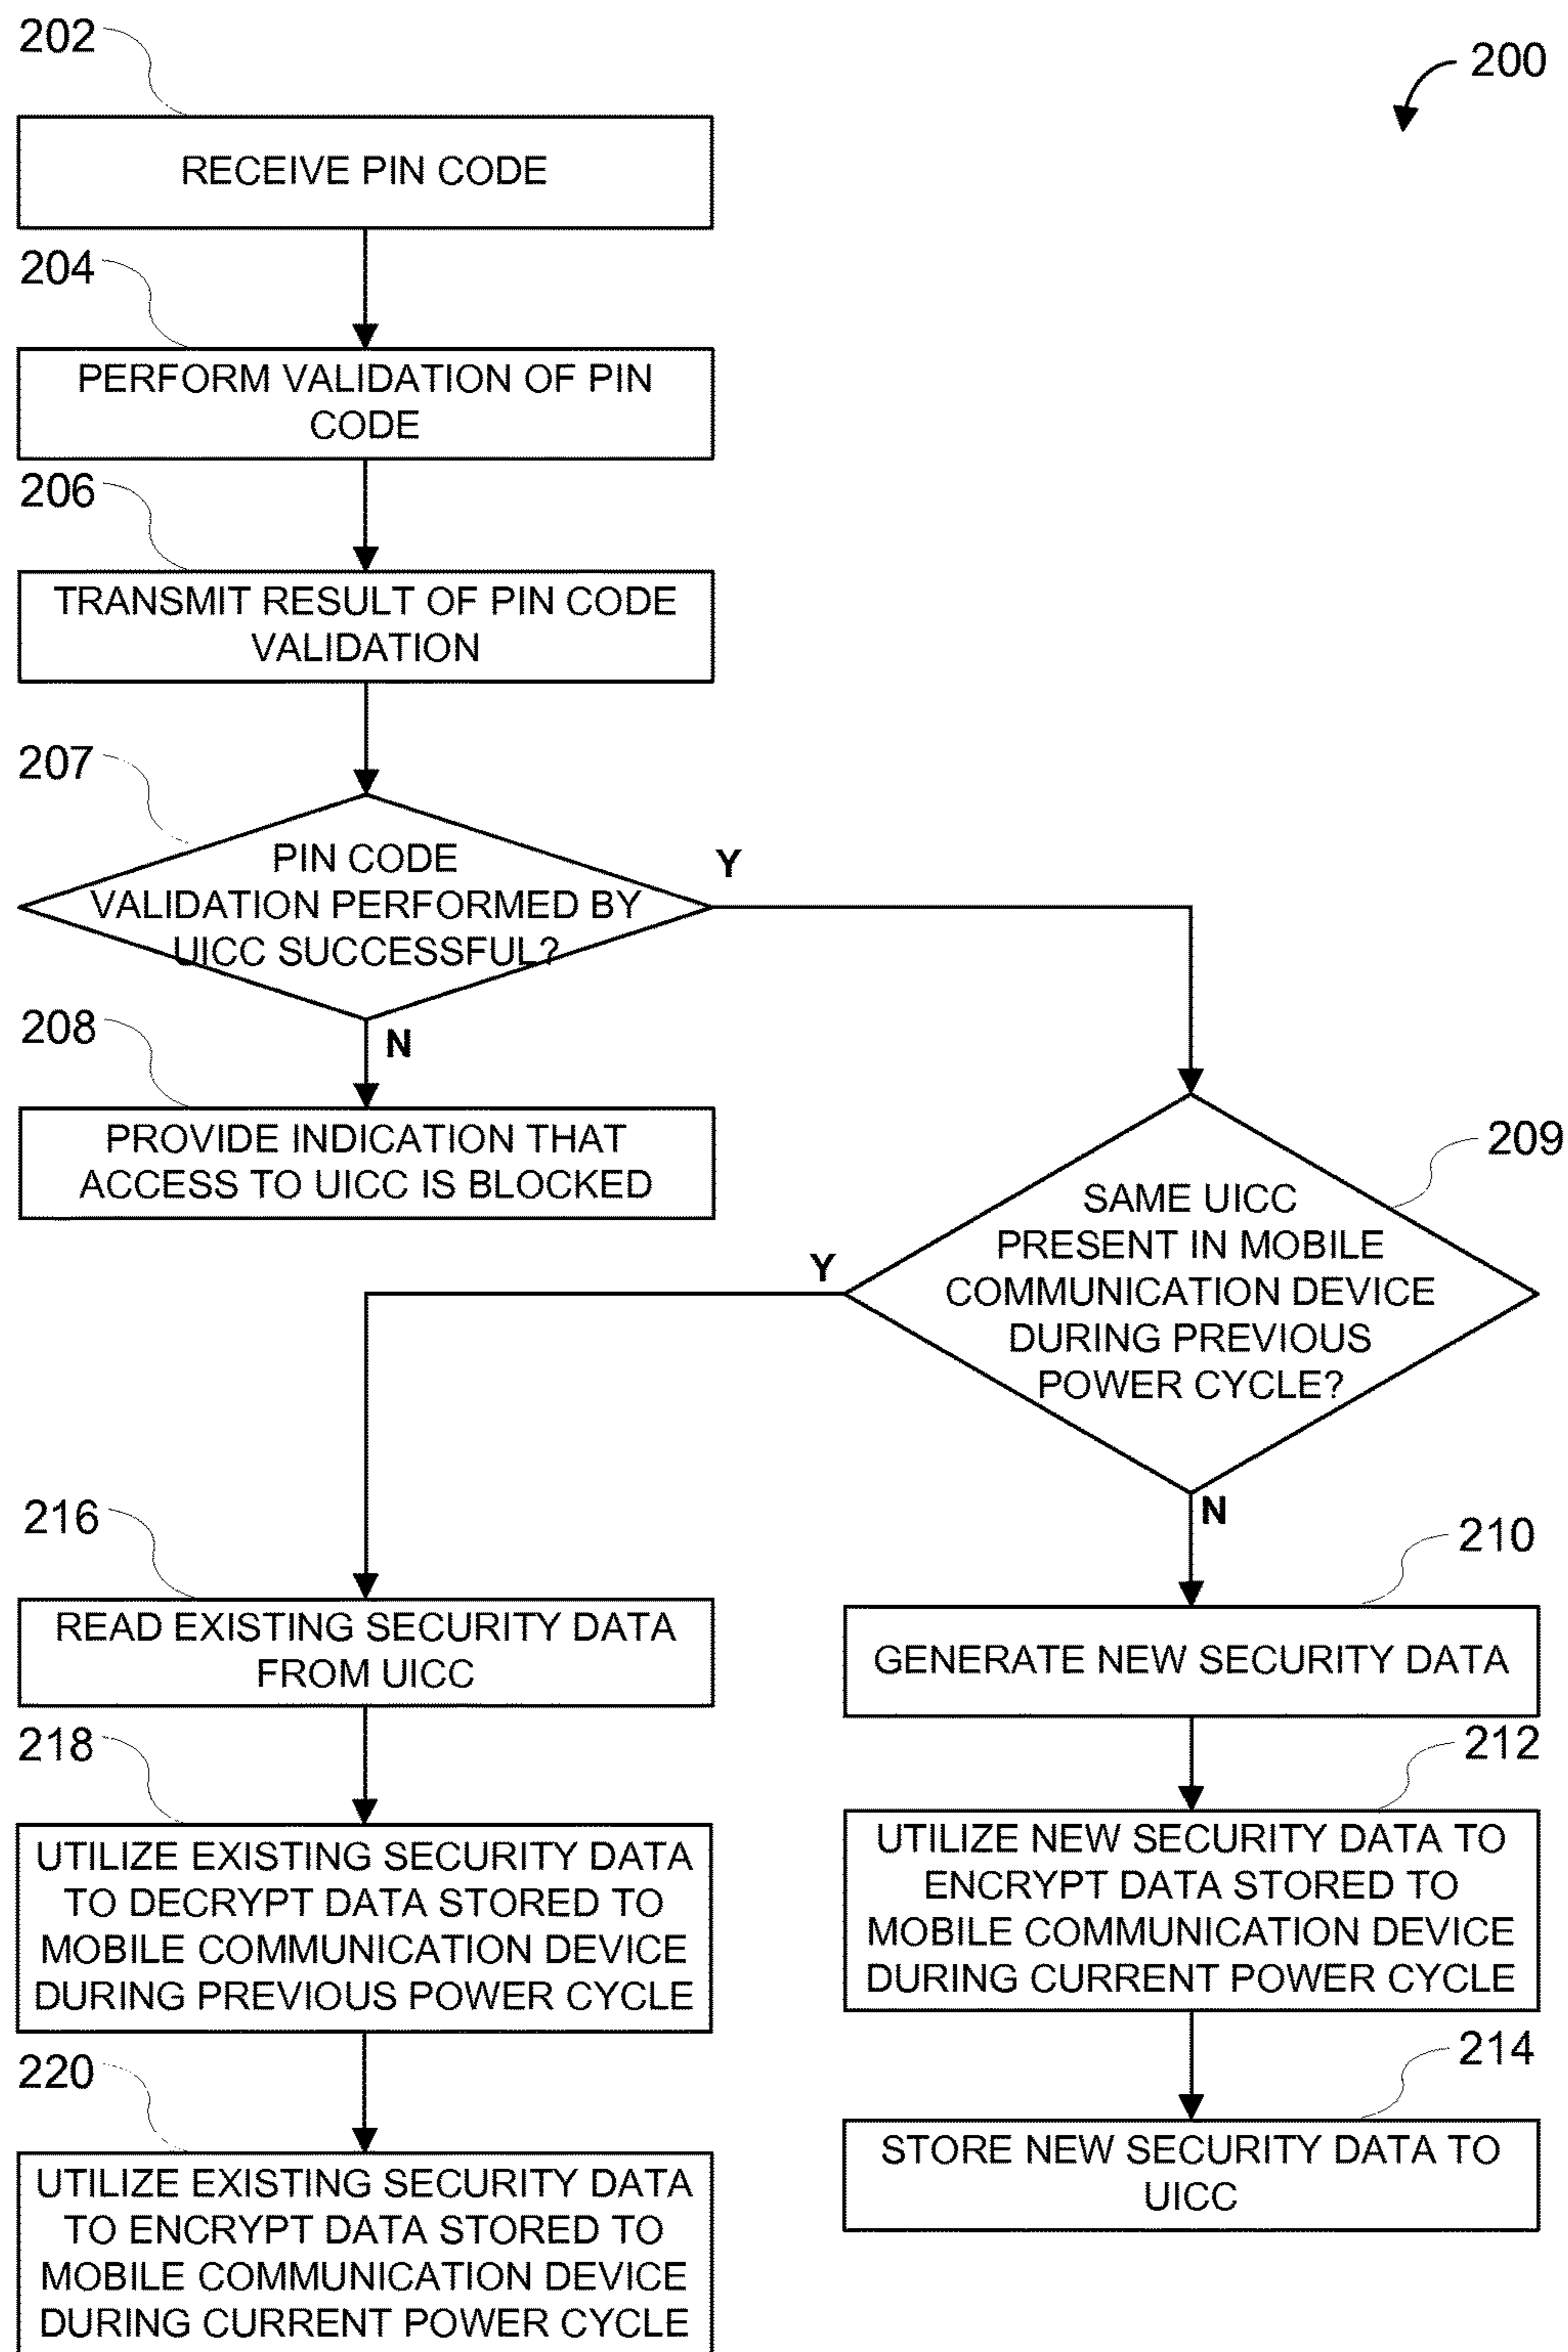 202
200
RECEIVE PIN CODE
204
PERFORM VALIDATION OF PIN
CODE
206
TRANSMIT RESULT OF PIN CODE
VALIDATION
207
PIN CODE
VALIDATION PERFORMED BY
UICC SUCCESSFUL?
Y
N
208
PROVIDE INDICATION THAT
ACCESS TO UICC IS BLOCKED
209
SAME UICC
PRESENT IN MOBILE
COMMUNICATION DEVICE
DURING PREVIOUS
POWER CYCLE?
Y
N
216
READ EXISTING SECURITY DATA
FROM UICC
218
UTILIZE EXISTING SECURITY DATA
TO DECRYPT DATA STORED TO
MOBILE COMMUNICATION DEVICE
DURING PREVIOUS POWER CYCLE
220
UTILIZE EXISTING SECURITY DATA
TO ENCRYPT DATA STORED TO
MOBILE COMMUNICATION DEVICE
DURING CURRENT POWER CYCLE
210
GENERATE NEW SECURITY DATA
212
UTILIZE NEW SECURITY DATA TO
ENCRYPT DATA STORED TO
MOBILE COMMUNICATION DEVICE
DURING CURRENT POWER CYCLE
214
STORE NEW SECURITY DATA TO
UICC